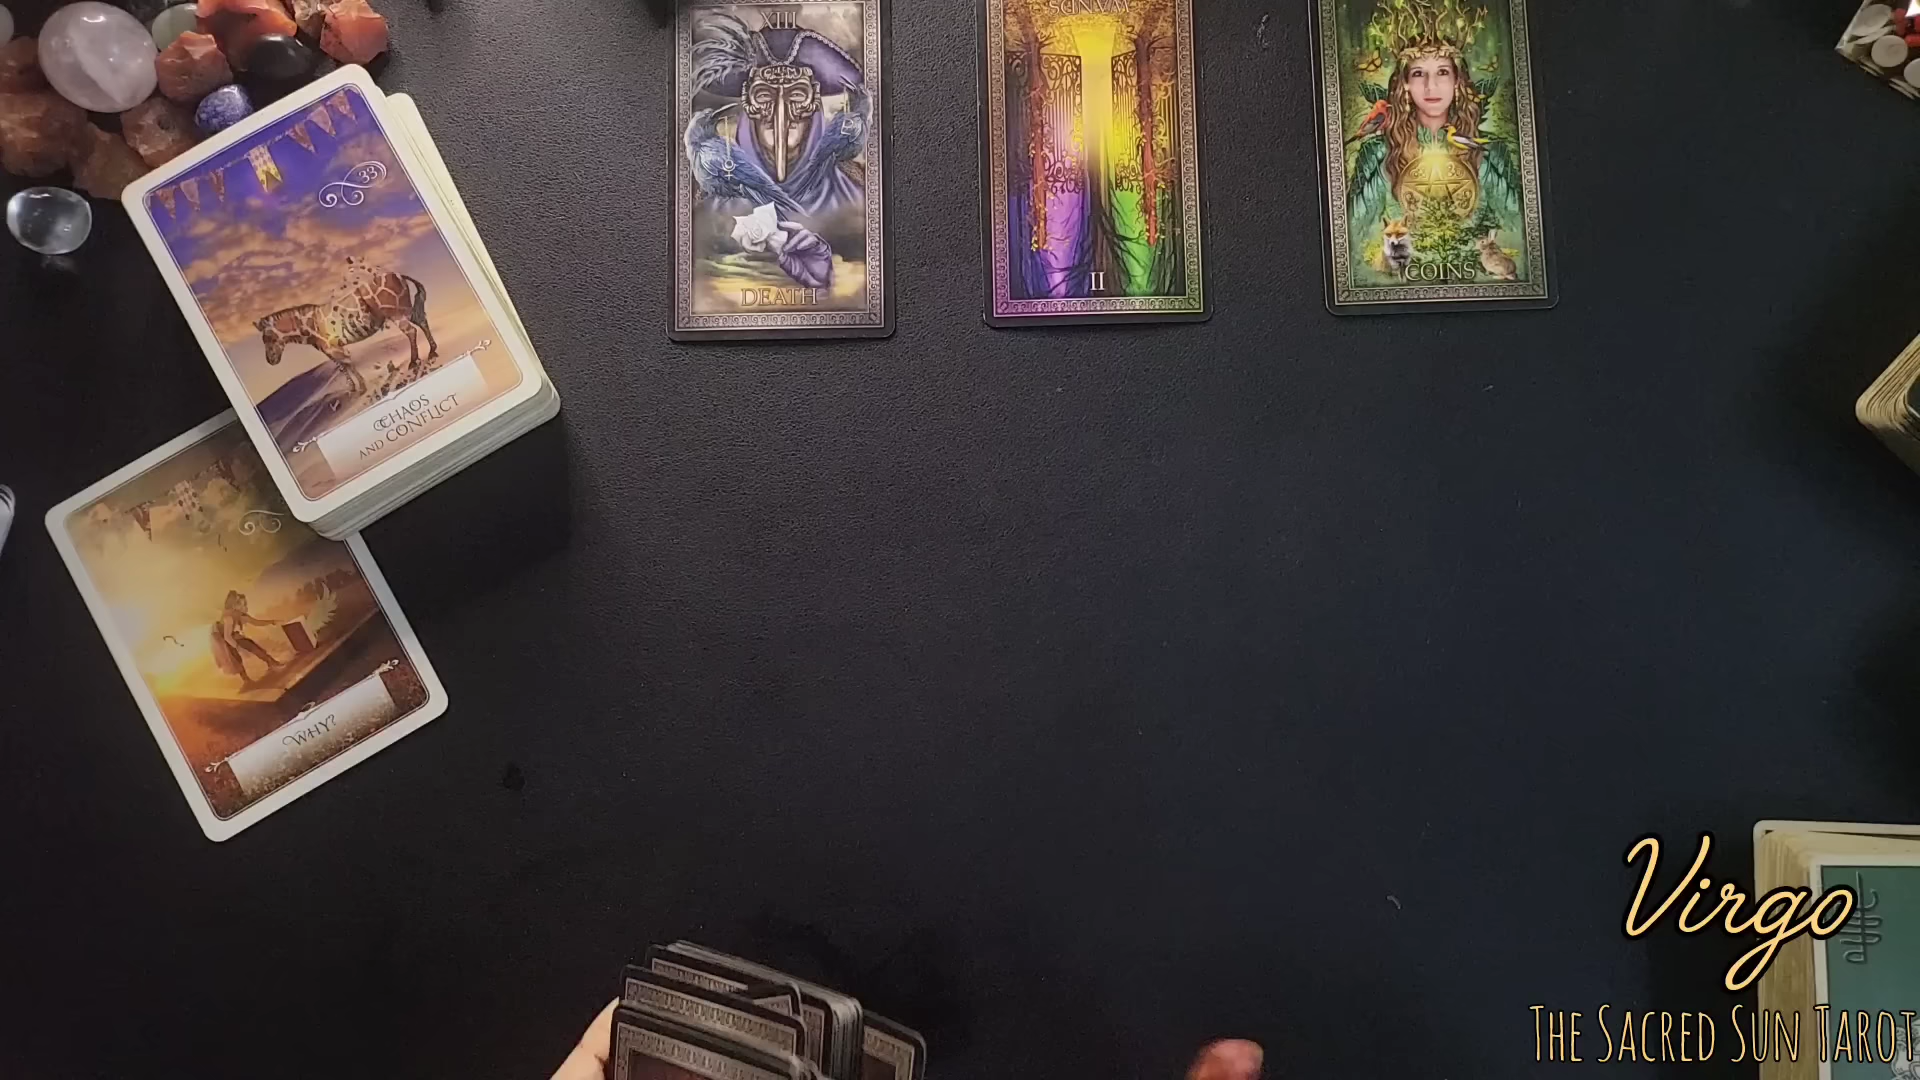 XIII
DEATH
WANDS
II
COINS
33
CHAOS
AND CONFLICT
WHY?
Virgo
THE SACRED SUN TAROT